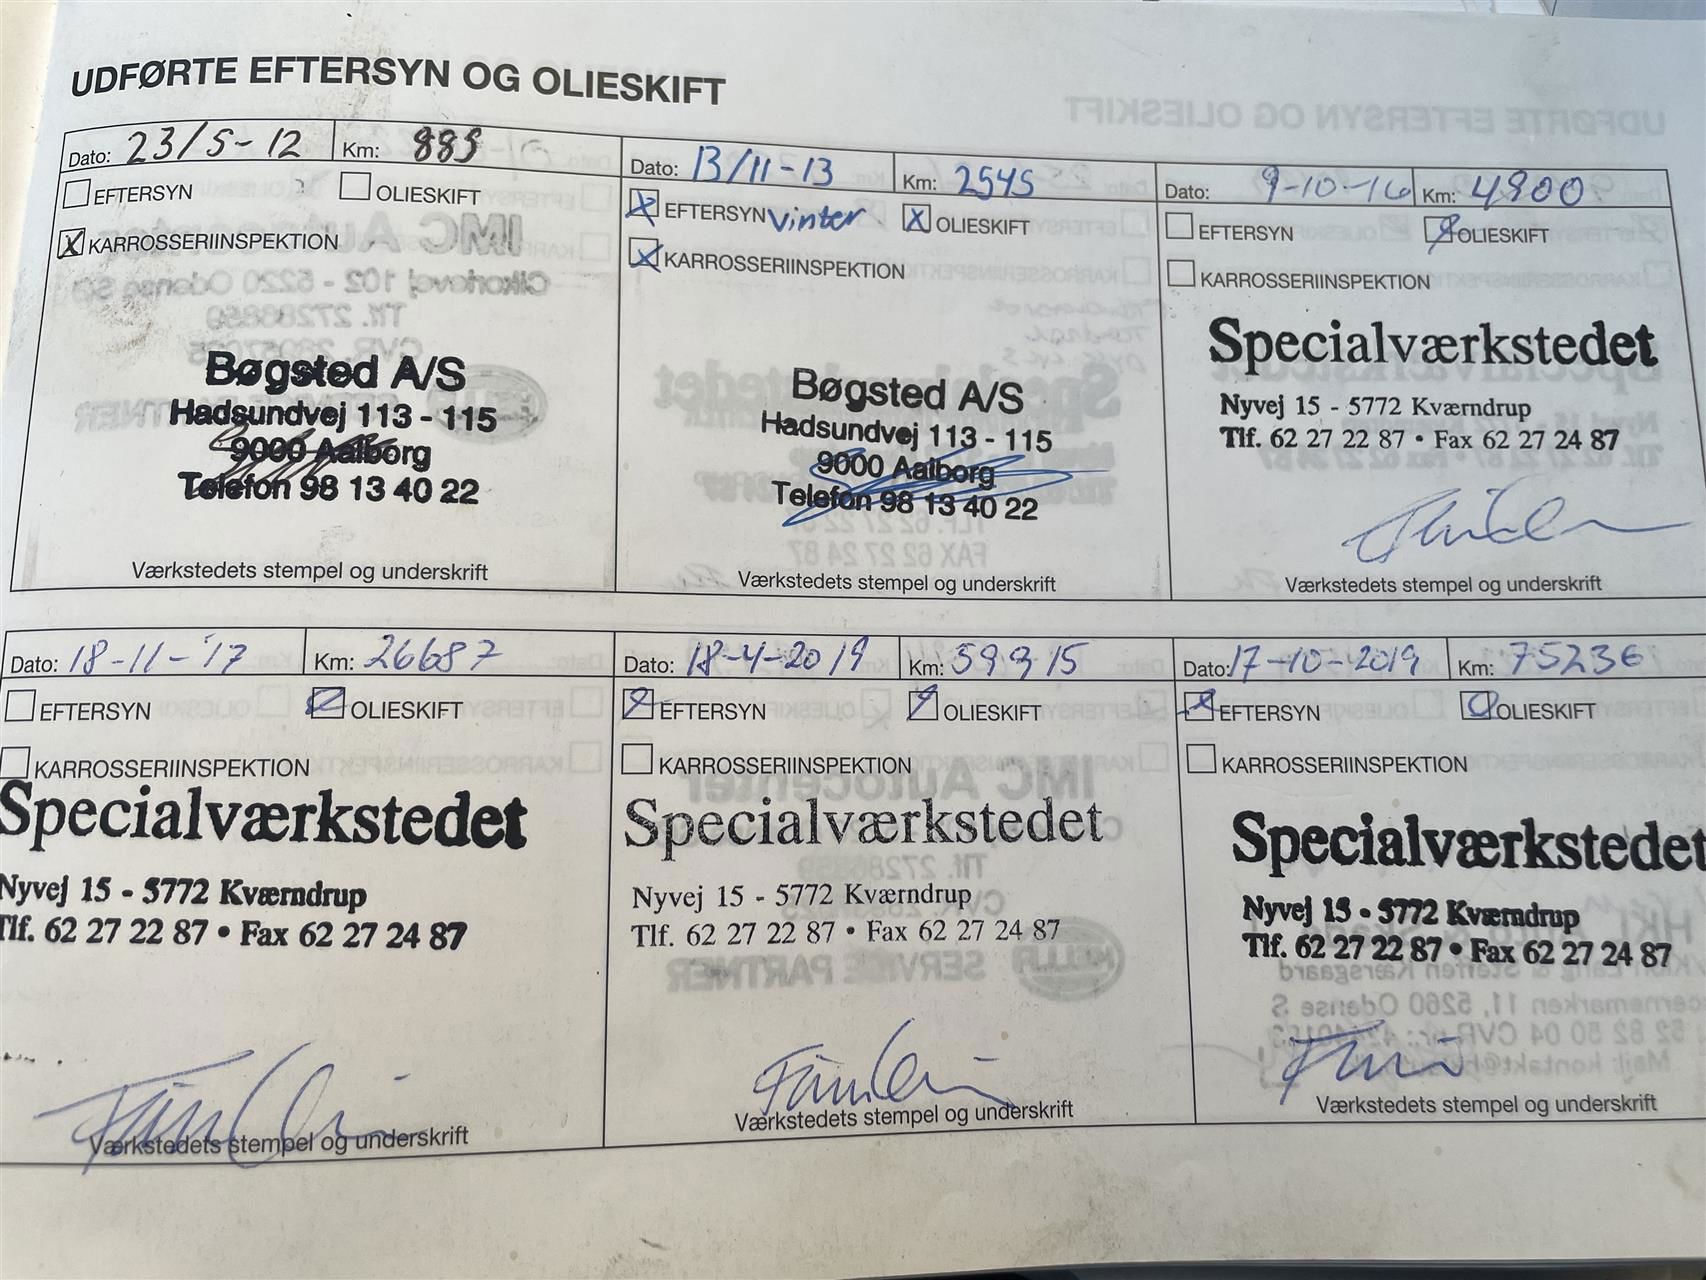 UDFØRTE EFTERSYN OG OLIESKIFT
Dato: 23/5-12 Km: 885
EFTERSYN OLIESKIFT
X KARROSSERIINSPEKTION
Bøgsted A/S
Hadsundvej 113 - 115
9000 Aalborg
Telefon 98 13 40 22
Værkstedets stempel og underskrift
Dato: 13/11-13 Km: 2545
X EFTERSYN Vinter X OLIESKIFT
X KARROSSERIINSPEKTION
Bøgsted A/S
Hadsundvej 113 - 115
9000 Aalborg
Telefon 98 13 40 22
Værkstedets stempel og underskrift
Dato: 9-10-16 Km: 4800
EFTERSYN OLIESKIFT
KARROSSERIINSPEKTION
Specialværkstedet
Nyvej 15 - 5772 Kværndrup
Tlf. 62 27 22 87 • Fax 62 27 24 87
Værkstedets stempel og underskrift
Dato: 18-11-'17 Km: 26687
EFTERSYN OLIESKIFT
KARROSSERIINSPEKTION
Specialværkstedet
Nyvej 15 - 5772 Kværndrup
Tlf. 62 27 22 87 • Fax 62 27 24 87
Værkstedets stempel og underskrift
Dato: 18-4-2019 Km: 59915
EFTERSYN OLIESKIFT
KARROSSERIINSPEKTION
Specialværkstedet
Nyvej 15 - 5772 Kværndrup
Tlf. 62 27 22 87 • Fax 62 27 24 87
Værkstedets stempel og underskrift
Dato: 17-10-2019 Km: 75236
EFTERSYN OLIESKIFT
KARROSSERIINSPEKTION
Specialværkstedet
Nyvej 15 - 5772 Kværndrup
Tlf. 62 27 22 87 • Fax 62 27 24 87
Værkstedets stempel og underskrift